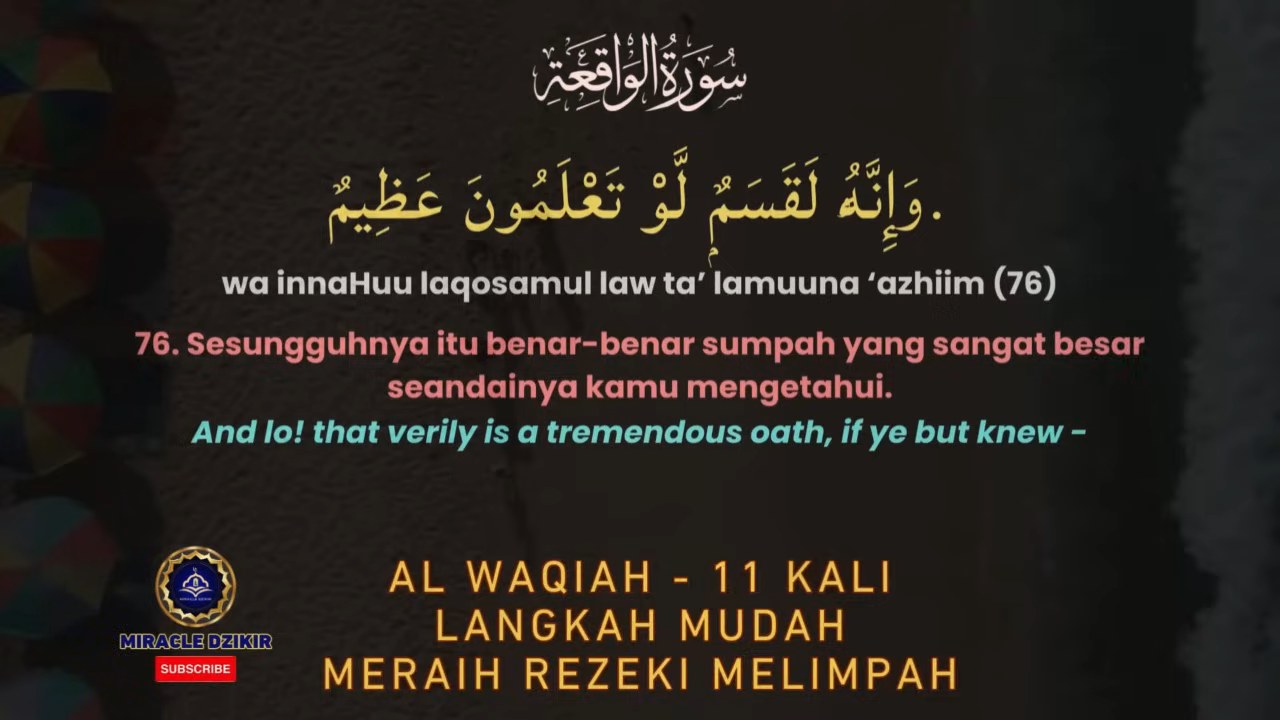 سُورَةُ الوَاقِعَةِ
وَإِنَّهُ لَقَسَمٌ لَّوْ تَعْلَمُونَ عَظِيمٌ.
wa innaHuu laqosamul law ta’ lamuuna ‘azhiim (76)
76. Sesungguhnya itu benar-benar sumpah yang sangat besar
seandainya kamu mengetahui.
And lo! that verily is a tremendous oath, if ye but knew -
AL WAQIAH - 11 KALI
LANGKAH MUDAH
MERAIH REZEKI MELIMPAH
MIRACLE DZIKIR
SUBSCRIBE